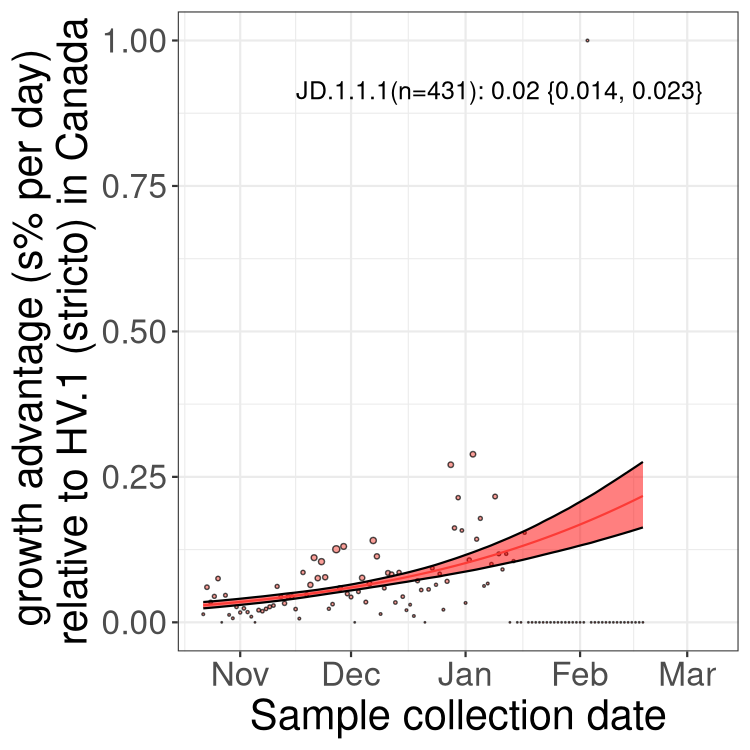 growth advantage (s% per day)
relative to HV.1 (stricto) in Canada
1.00
0.75
0.50
0.25
0.00
JD.1.1.1(n=431): 0.02 {0.014, 0.023}
Nov Dec Jan Feb Mar
Sample collection date